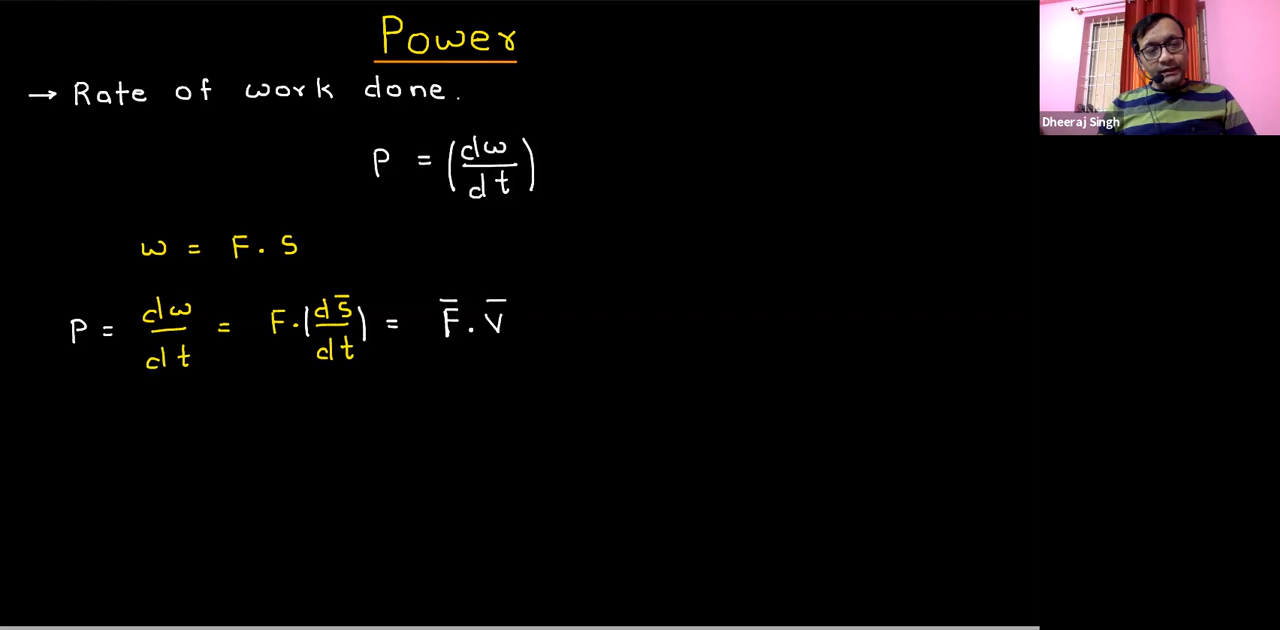 Power
→ Rate of work done.
P = (dω/dt)
ω = F . S
P = dω/dt = F.(ds̄/dt) = F̄ . v̄
Dheeraj Singh